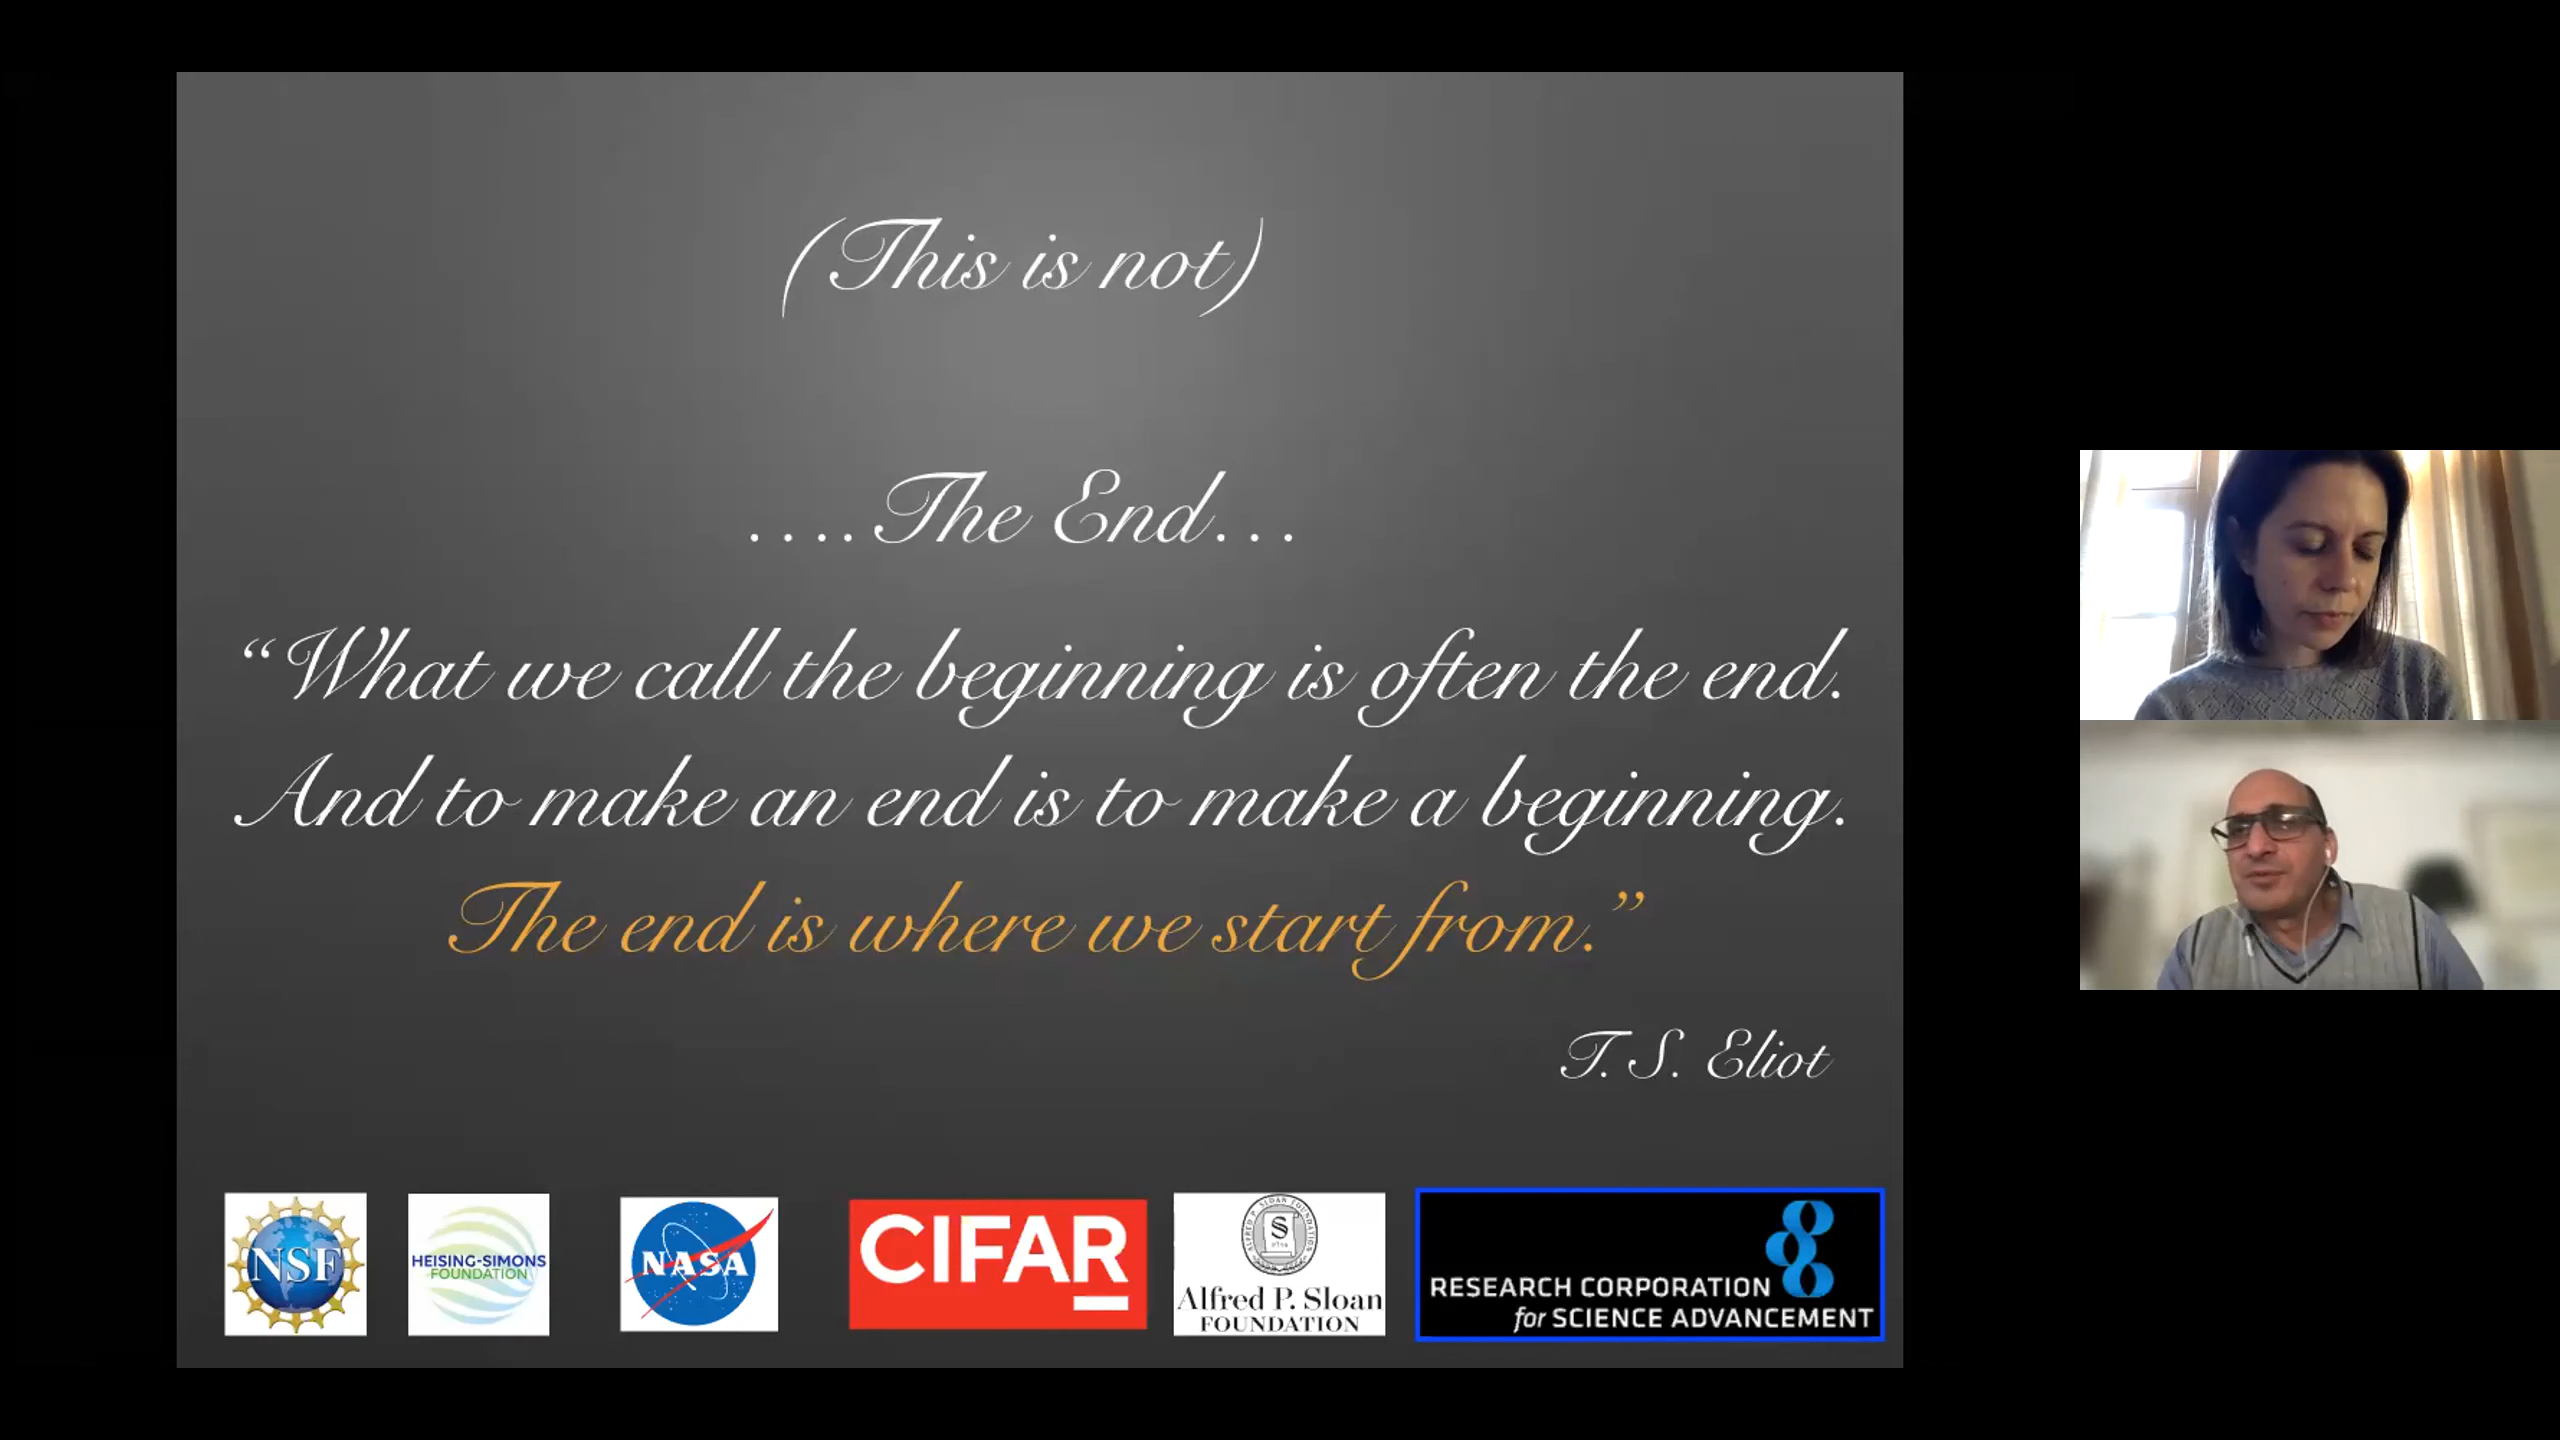 (This is not)
....The End...
“What we call the beginning is often the end.
And to make an end is to make a beginning.
The end is where we start from.”
T. S. Eliot
NSF
HEISING-SIMONS
FOUNDATION
NASA
CIFAR
Alfred P. Sloan
FOUNDATION
RESEARCH CORPORATION
for SCIENCE ADVANCEMENT